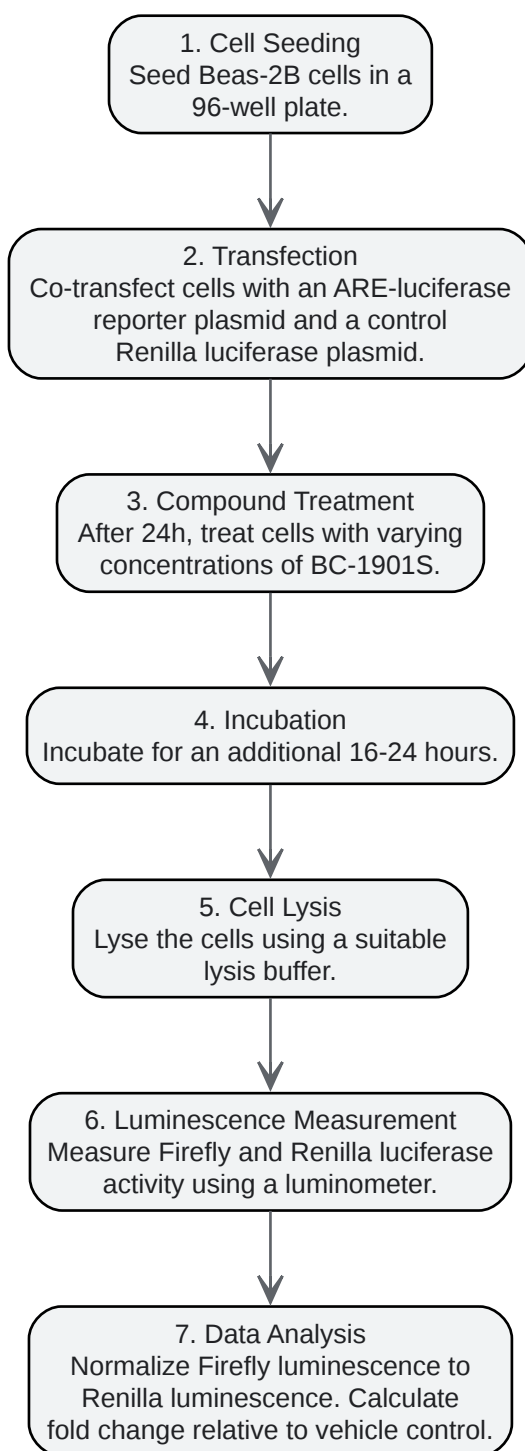 1. Cell Seeding
Seed Beas-2B cells in a
96-well plate.
2. Transfection
Co-transfect cells with an ARE-luciferase
reporter plasmid and a control
Renilla luciferase plasmid.
3. Compound Treatment
After 24h, treat cells with varying
concentrations of BC-1901S.
4. Incubation
Incubate for an additional 16-24 hours.
5. Cell Lysis
Lyse the cells using a suitable
lysis buffer.
6. Luminescence Measurement
Measure Firefly and Renilla luciferase
activity using a luminometer.
7. Data Analysis
Normalize Firefly luminescence to
Renilla luminescence. Calculate
fold change relative to vehicle control.